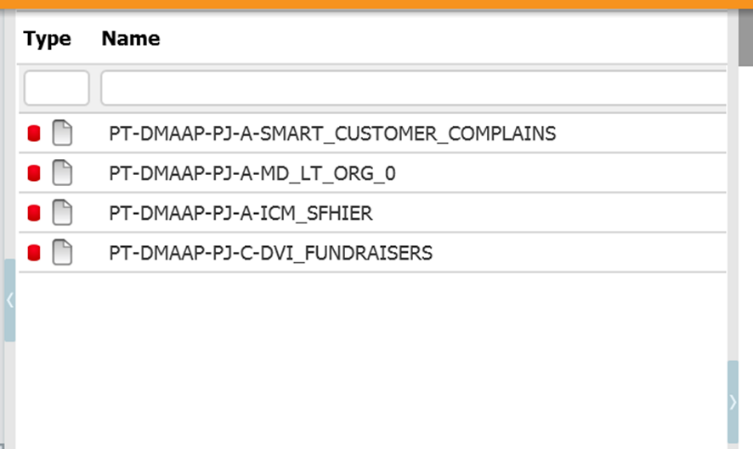 Type Name
PT-DMAAP-PJ-A-SMART_CUSTOMER_COMPLAINS
PT-DMAAP-PJ-A-MD_LT_ORG_0
PT-DMAAP-PJ-A-ICM_SFHIER
PT-DMAAP-PJ-C-DVI_FUNDRAISERS